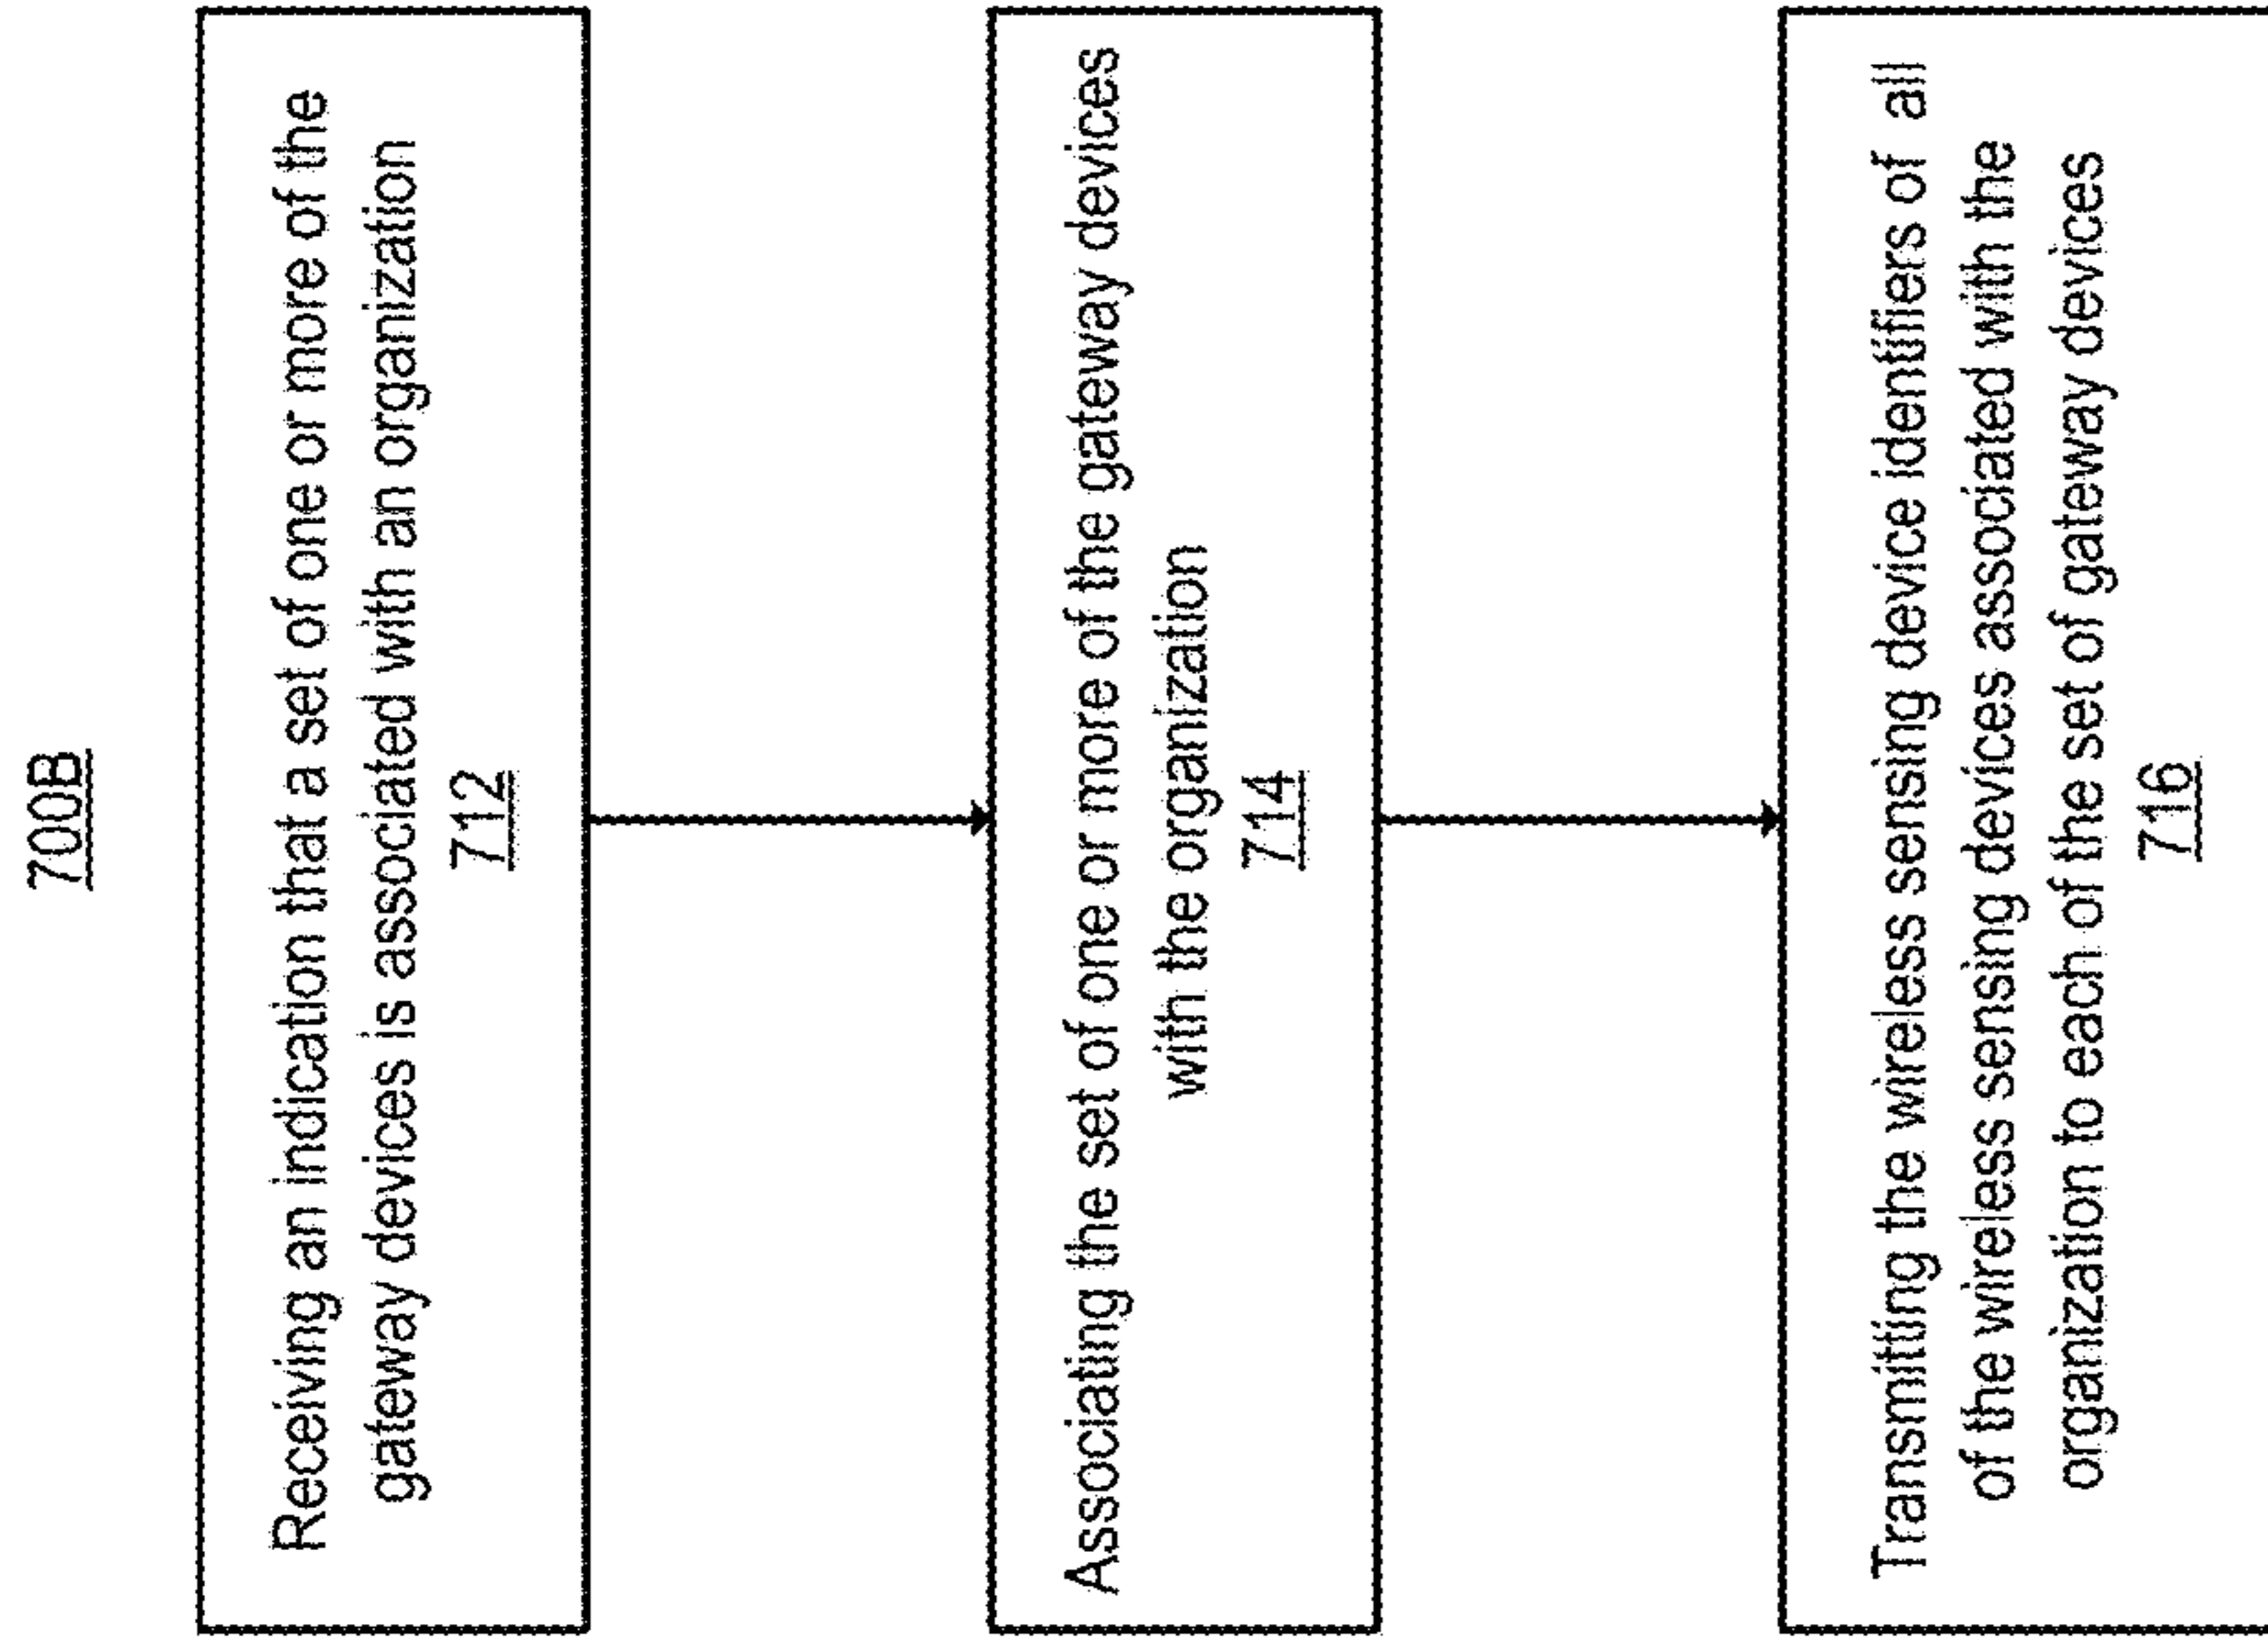 700B
Receiving an indication that a set of one or more of the
gateway devices is associated with an organization
712
Associating the set of one or more of the gateway devices
with the organization
714
Transmitting the wireless sensing device identifiers of all
of the wireless sensing devices associated with the
organization to each of the set of gateway devices
716